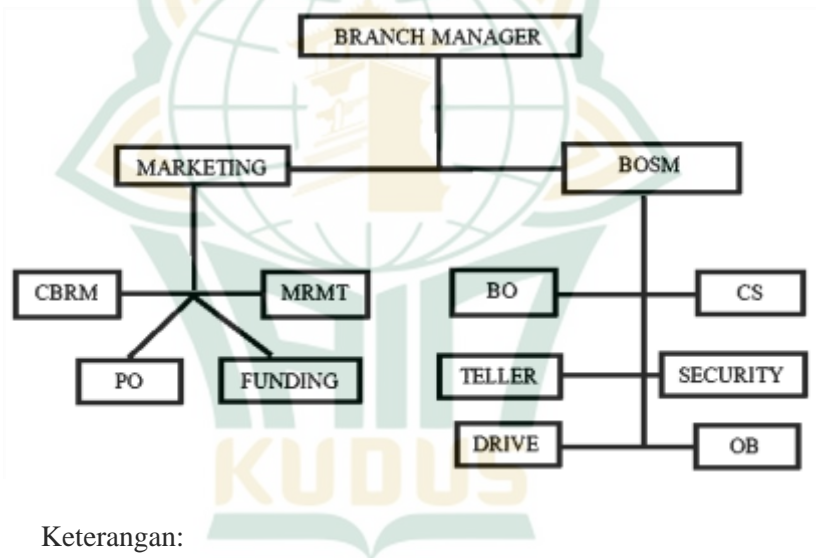 BRANCH MANAGER
MARKETING
BOSM
CBRM
MRMT
BO
CS
PO
FUNDING
TELLER
SECURITY
DRIVE
OB
KUDUS
Keterangan: